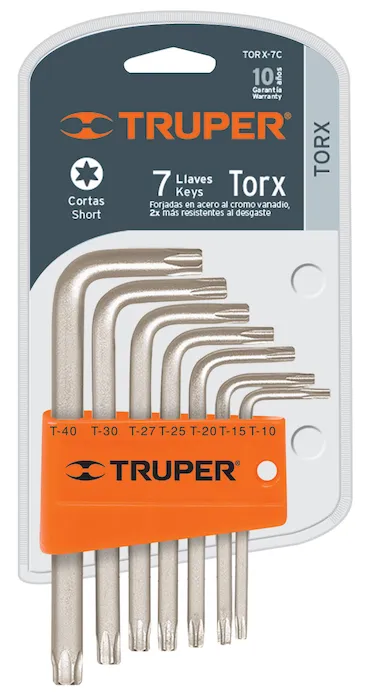 TORX-7C
10 años
Garantía
Warranty
TRUPER®
TORX
Cortas
Short
7 Llaves
Keys
Torx
Forjadas en acero al cromo vanadio,
2x más resistentes al desgaste
T-40 T-30 T-27 T-25 T-20 T-15 T-10
TRUPER®